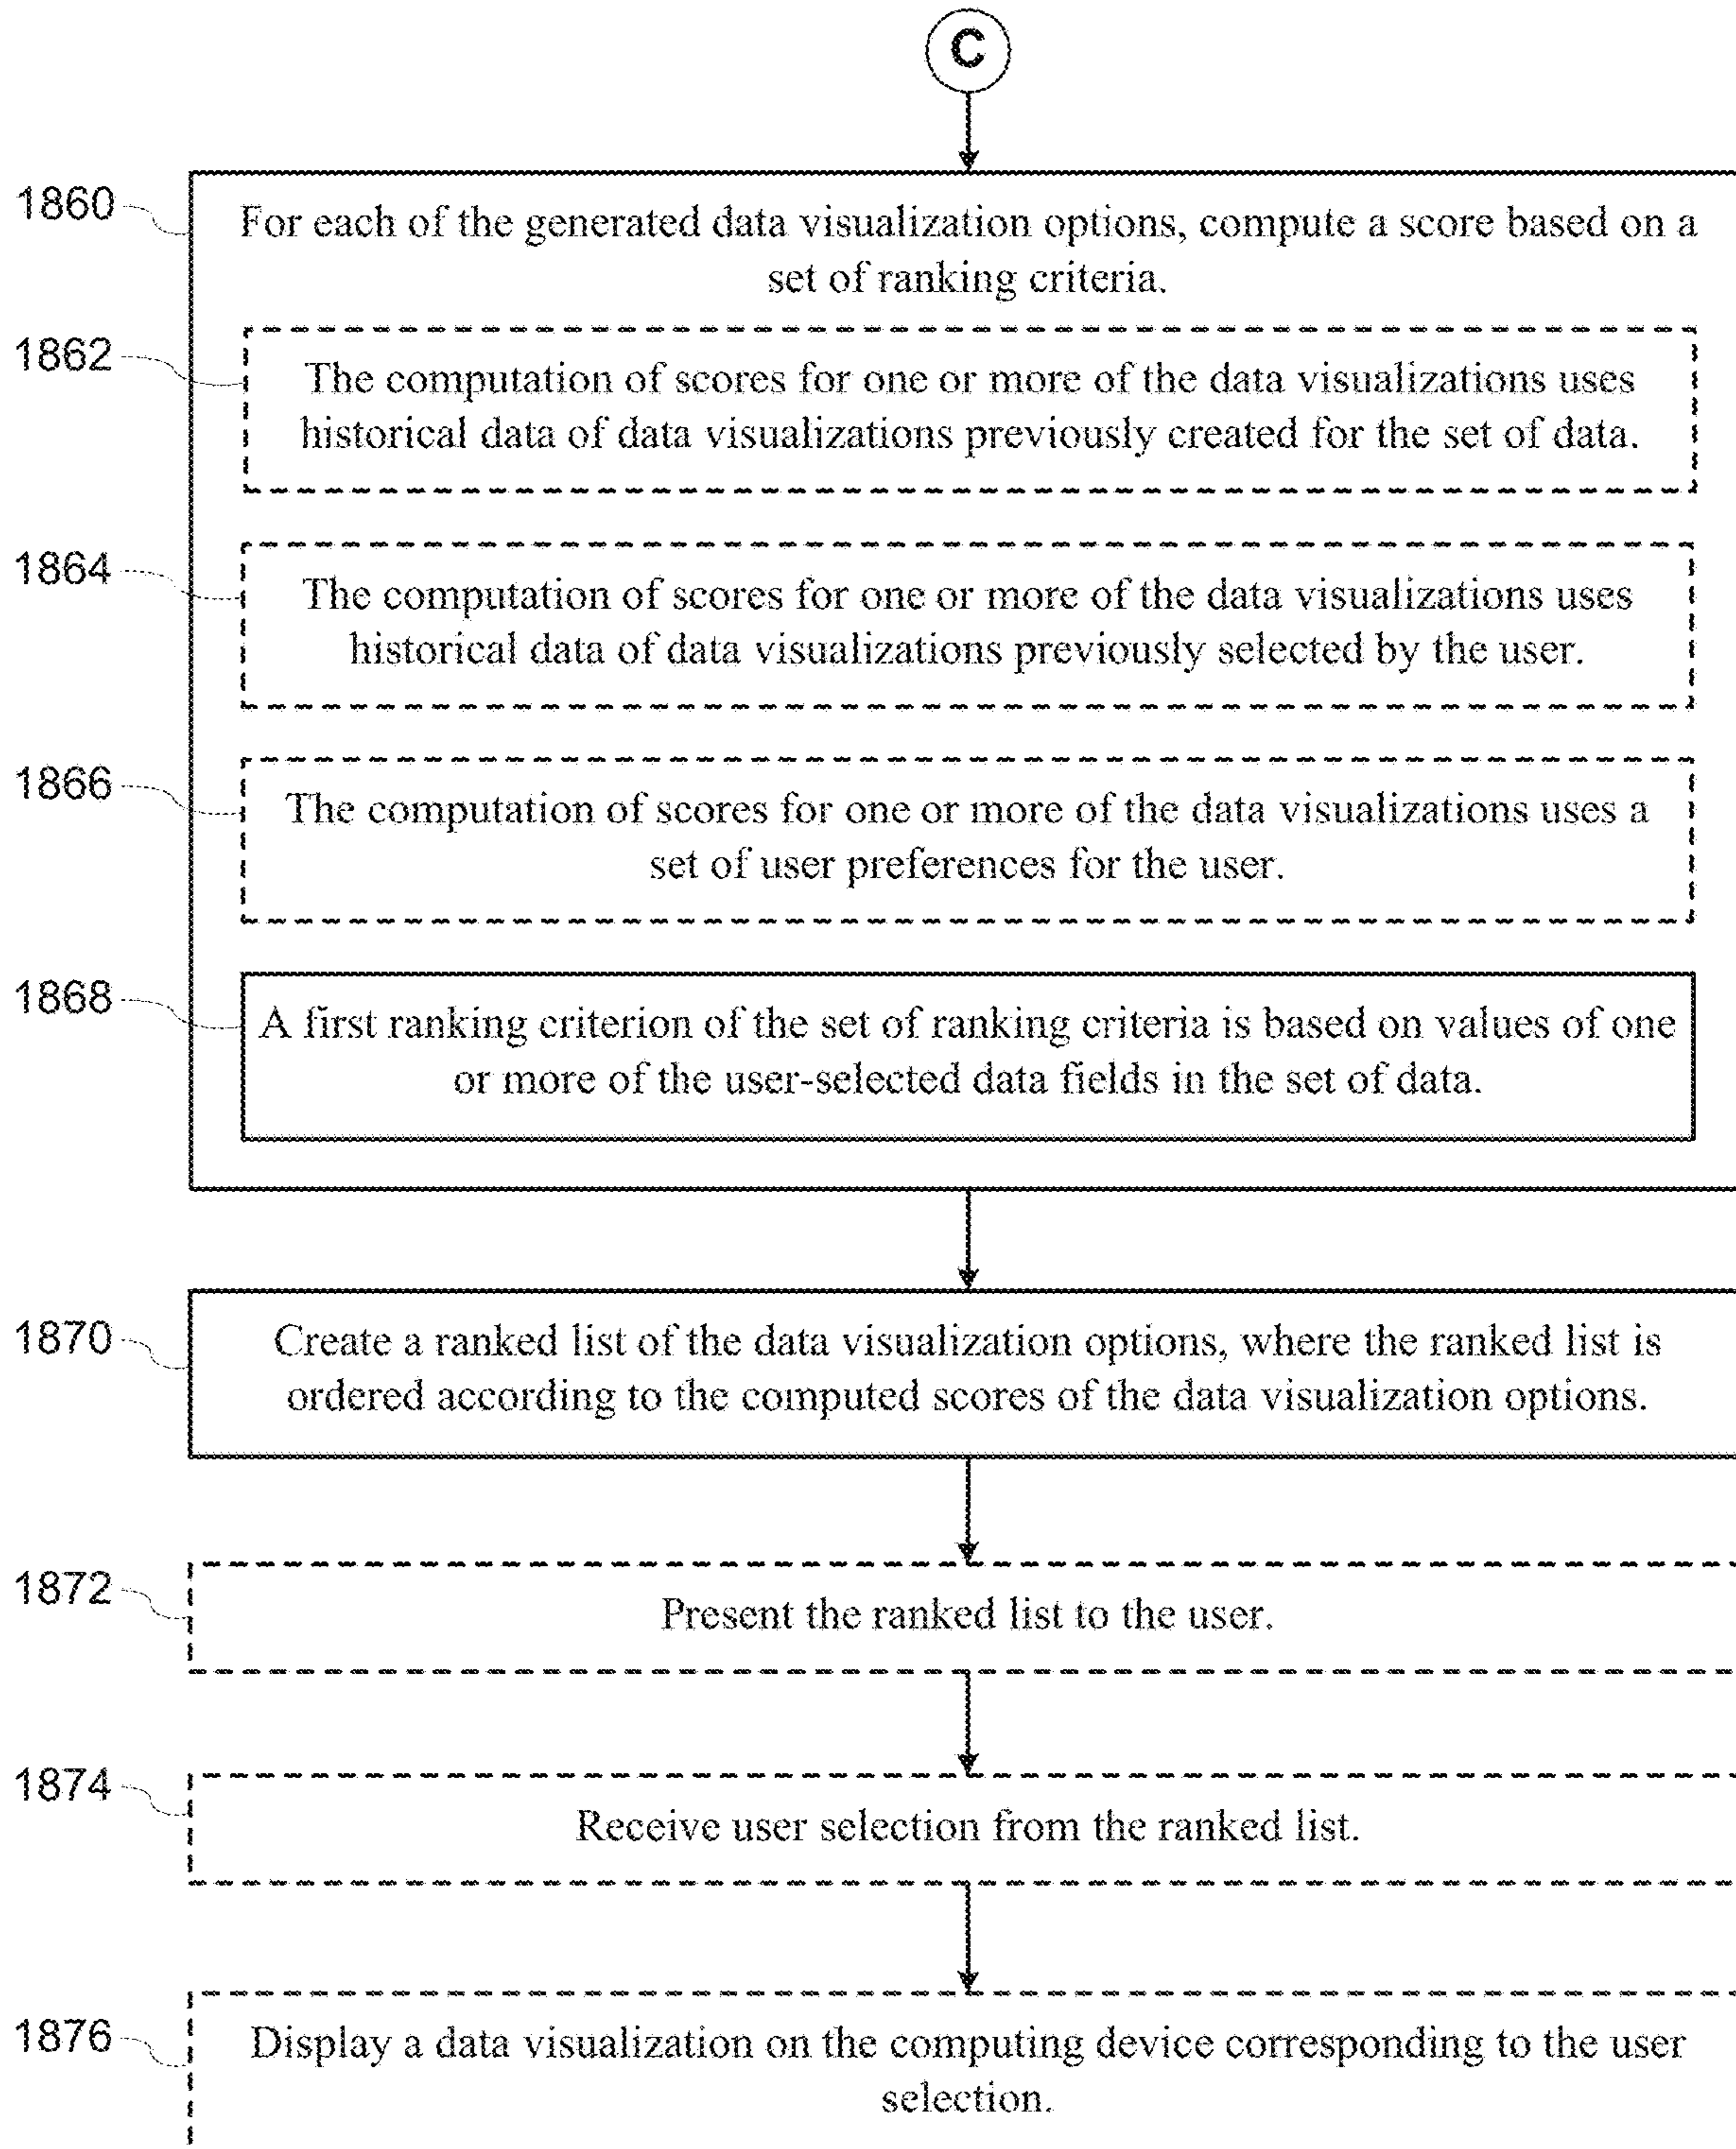 C
1860
For each of the generated data visualization options, compute a score based on a
set of ranking criteria.
1862
The computation of scores for one or more of the data visualizations uses
historical data of data visualizations previously created for the set of data.
1864
The computation of scores for one or more of the data visualizations uses
historical data of data visualizations previously selected by the user.
1866
The computation of scores for one or more of the data visualizations uses a
set of user preferences for the user.
1868
A first ranking criterion of the set of ranking criteria is based on values of one
or more of the user-selected data fields in the set of data.
1870
Create a ranked list of the data visualization options, where the ranked list is
ordered according to the computed scores of the data visualization options.
1872
Present the ranked list to the user.
1874
Receive user selection from the ranked list.
1876
Display a data visualization on the computing device corresponding to the user
selection.